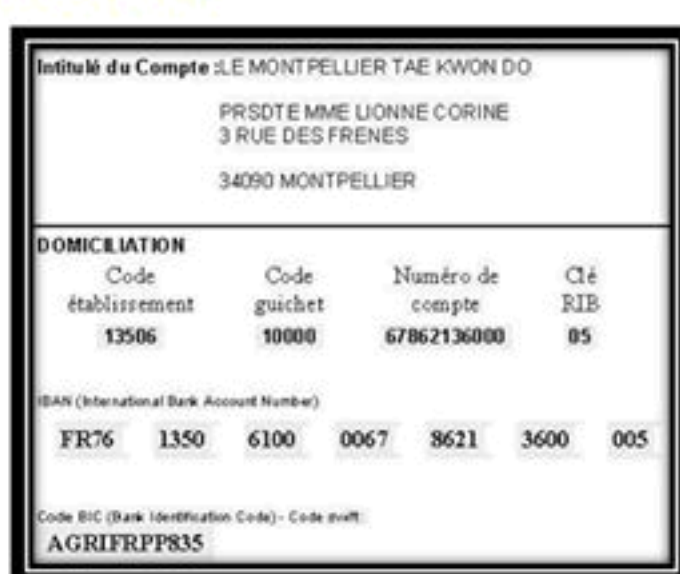 Intitulé du Compte :LE MONTPELLIER TAE KWON DO
PRSDTE MME LIONNE CORINE
3 RUE DES FRENES
34090 MONTPELLIER
DOMICILIATION
Code établissement Code guichet Numéro de compte Clé RIB
13506 10000 67862136000 05
IBAN (International Bank Account Number)
FR76 1350 6100 0067 8621 3600 005
Code BIC (Bank Identification Code) - Code swift:
AGRIFRPP835